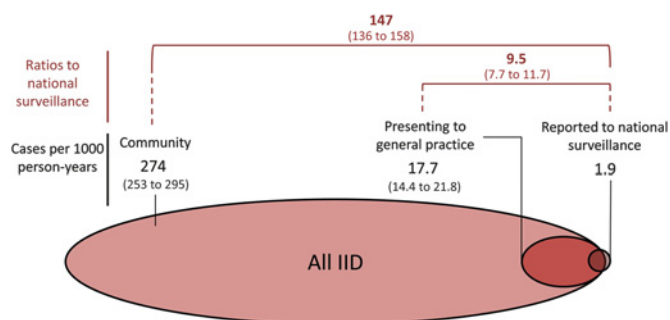 147
(136 to 158)
9.5
(7.7 to 11.7)
Ratios to
national
surveillance
Cases per 1000
person-years
Community
274
(253 to 295)
Presenting to
general practice
17.7
(14.4 to 21.8)
Reported to national
surveillance
1.9
All IID